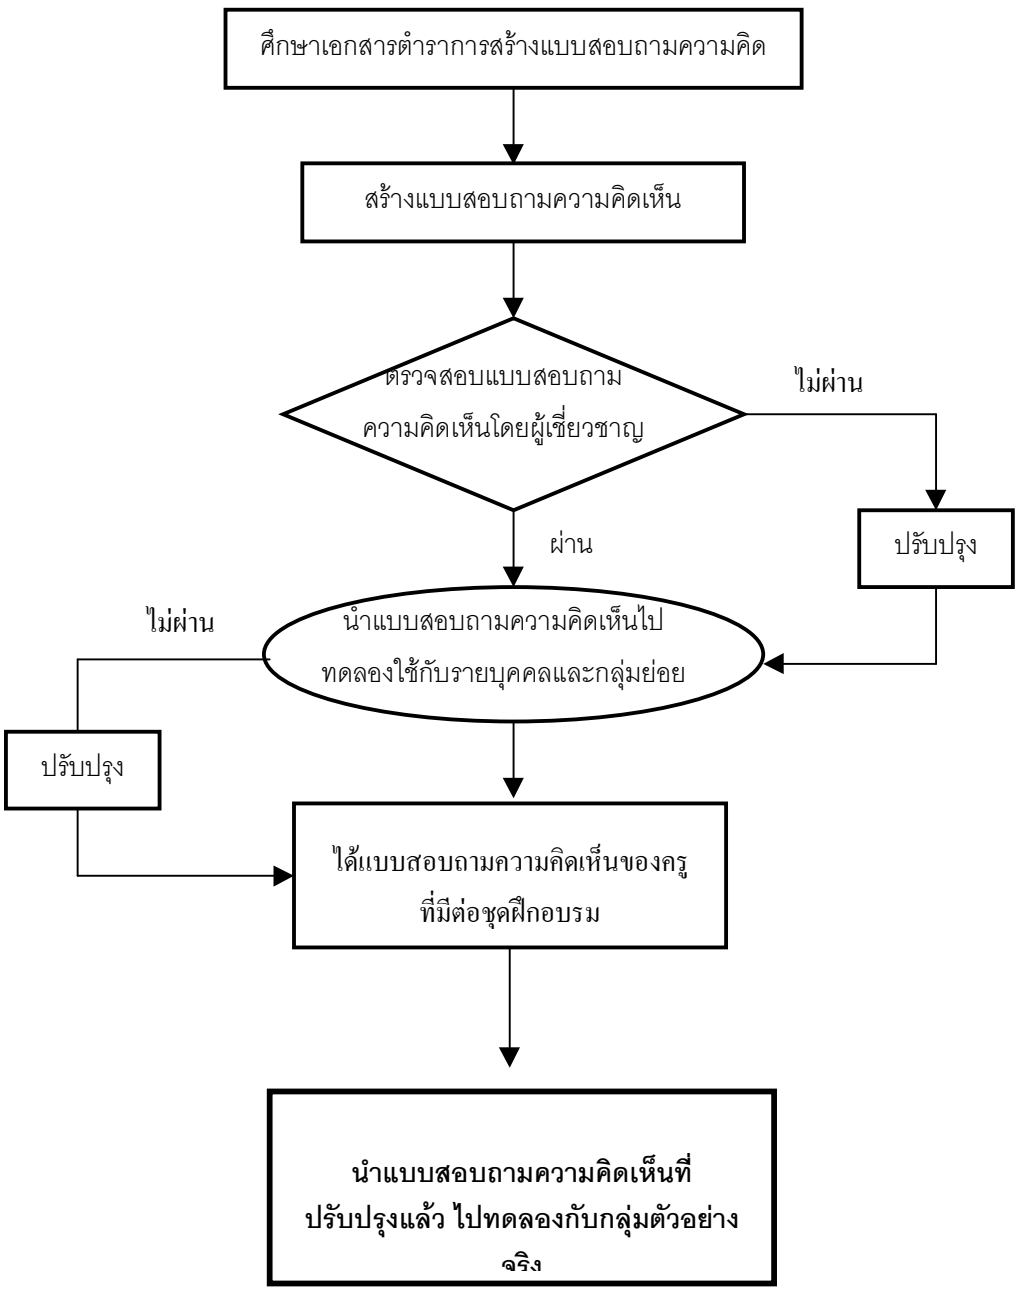 ศึกษาเอกสารตำราการสร้างแบบสอบถามความคิด
สร้างแบบสอบถามความคิดเห็น
ตรวจสอบแบบสอบถาม
ความคิดเห็นโดยผู้เชี่ยวชาญ
ไม่ผ่าน
ผ่าน
ปรับปรุง
นำแบบสอบถามความคิดเห็นไป
ทดลองใช้กับรายบุคคลและกลุ่มย่อย
ไม่ผ่าน
ปรับปรุง
ได้แบบสอบถามความคิดเห็นของครู
ที่มีต่อชุดฝึกอบรม
นำแบบสอบถามความคิดเห็นที่
ปรับปรุงแล้ว ไปทดลองกับกลุ่มตัวอย่าง
จริง